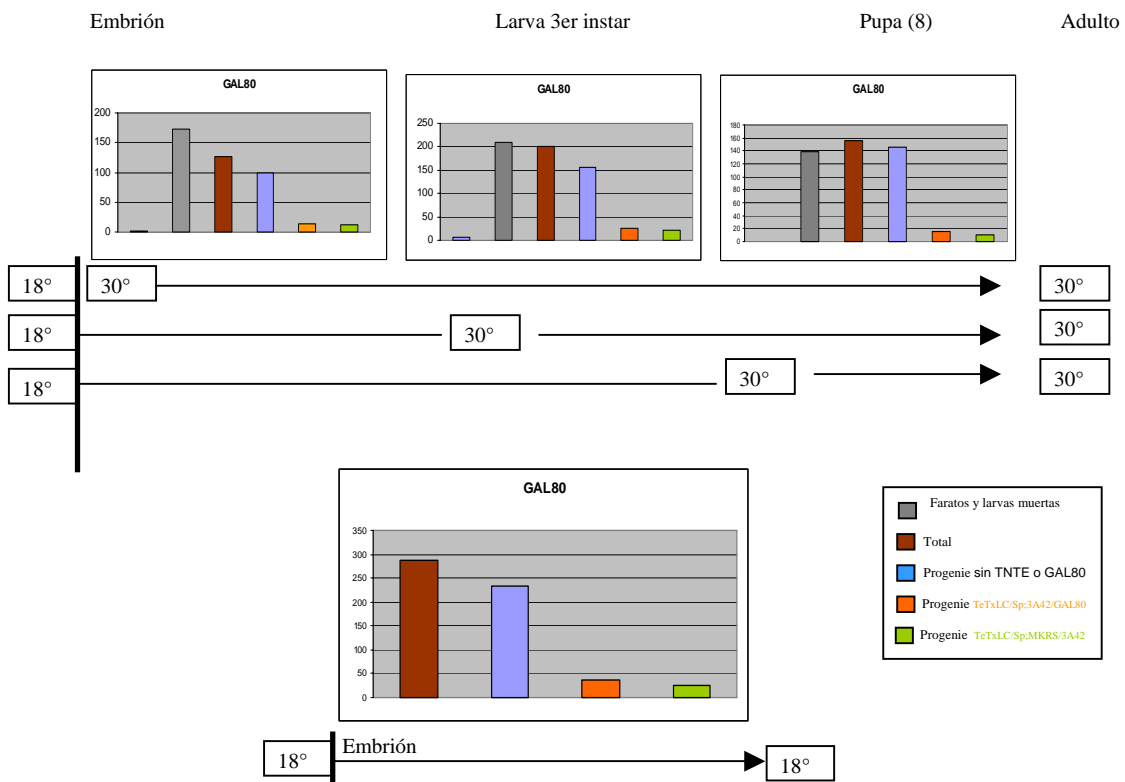 Embrión Larva 3er instar Pupa (8) Adulto
GAL80
200
150
100
50
0
GAL80
250
200
150
100
50
0
GAL80
180
160
140
120
100
80
60
40
20
0
18° 30° 30°
18° 30° 30°
18° 30° 30°
GAL80
350
300
250
200
150
100
50
0
Faratos y larvas muertas
Total
Progenie sin TNTE o GAL80
Progenie TeTxLC/Sp;3A42/GAL80
Progenie TeTxLC/Sp;MKRS/3A42
18° Embrión 18°